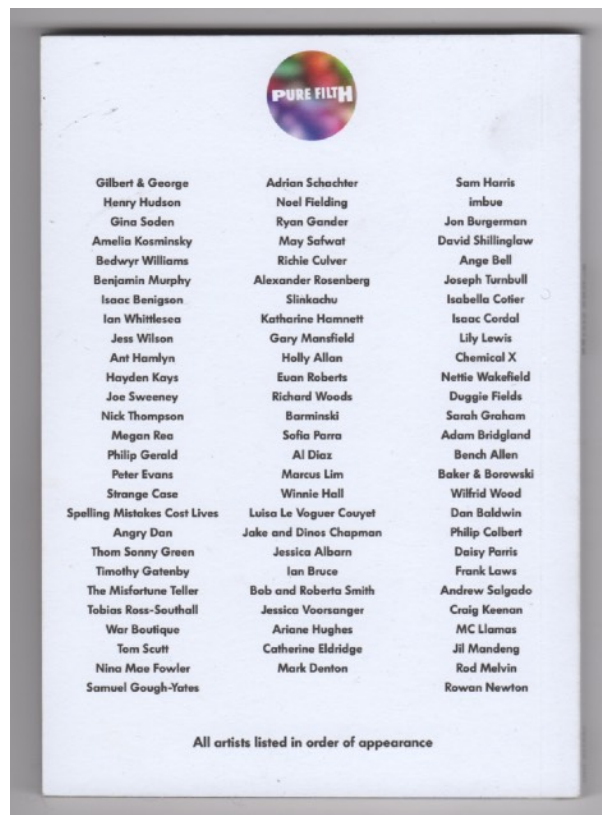 PURE FILTH
Gilbert & George
Henry Hudson
Gina Soden
Amelia Kosminsky
Bedwyr Williams
Benjamin Murphy
Isaac Benigson
Ian Whittlesea
Jess Wilson
Ant Hamlyn
Hayden Kays
Joe Sweeney
Nick Thompson
Megan Rea
Philip Gerald
Peter Evans
Strange Case
Spelling Mistakes Cost Lives
Angry Dan
Thom Sonny Green
Timothy Gatenby
The Misfortune Teller
Tobias Ross-Southall
War Boutique
Tom Scutt
Nina Mae Fowler
Samuel Gough-Yates
Adrian Schachter
Noel Fielding
Ryan Gander
May Safwat
Richie Culver
Alexander Rosenberg
Slinkachu
Katharine Hamnett
Gary Mansfield
Holly Allan
Euan Roberts
Richard Woods
Barminski
Sofia Parra
Al Diaz
Marcus Lim
Winnie Hall
Luisa Le Voguer Couyet
Jake and Dinos Chapman
Jessica Albarn
Ian Bruce
Bob and Roberta Smith
Jessica Voorsanger
Ariane Hughes
Catherine Eldridge
Mark Denton
Sam Harris
imbue
Jon Burgerman
David Shillinglaw
Ange Bell
Joseph Turnbull
Isabella Cotier
Isaac Cordal
Lily Lewis
Chemical X
Nettie Wakefield
Duggie Fields
Sarah Graham
Adam Bridgland
Bench Allen
Baker & Borowski
Wilfrid Wood
Dan Baldwin
Philip Colbert
Daisy Parris
Frank Laws
Andrew Salgado
Craig Keenan
MC Llamas
Jil Mandeng
Rod Melvin
Rowan Newton
All artists listed in order of appearance